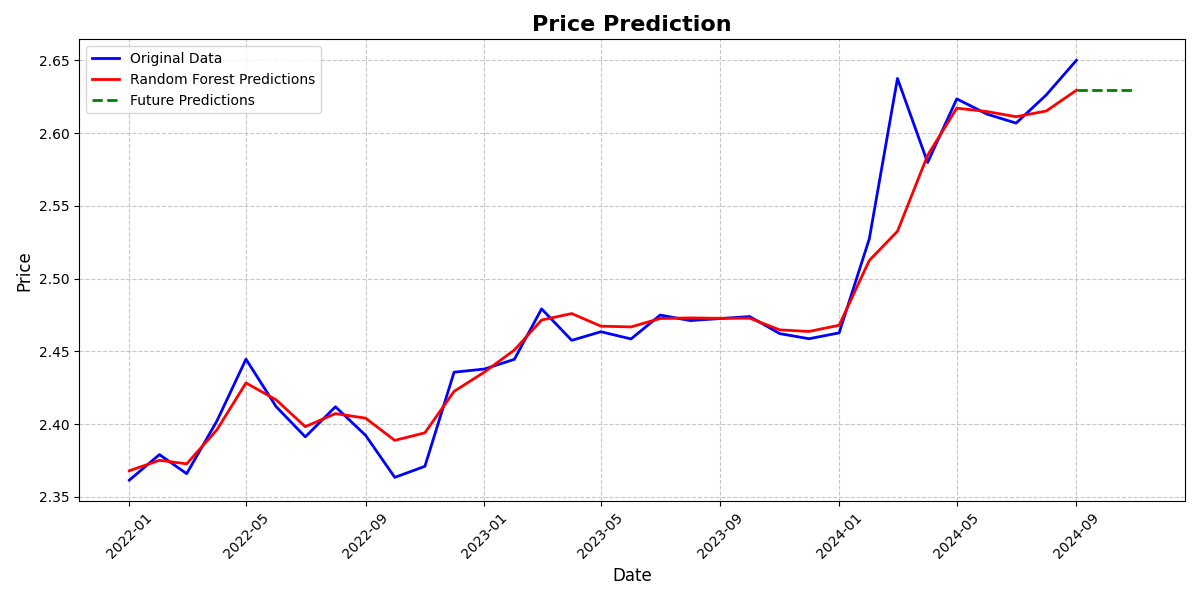 Price Prediction
Original Data
Random Forest Predictions
Future Predictions
2.65
2.60
2.55
2.50
2.45
2.40
2.35
Price
2022-01
2022-05
2022-09
2023-01
2023-05
2023-09
2024-01
2024-05
2024-09
Date